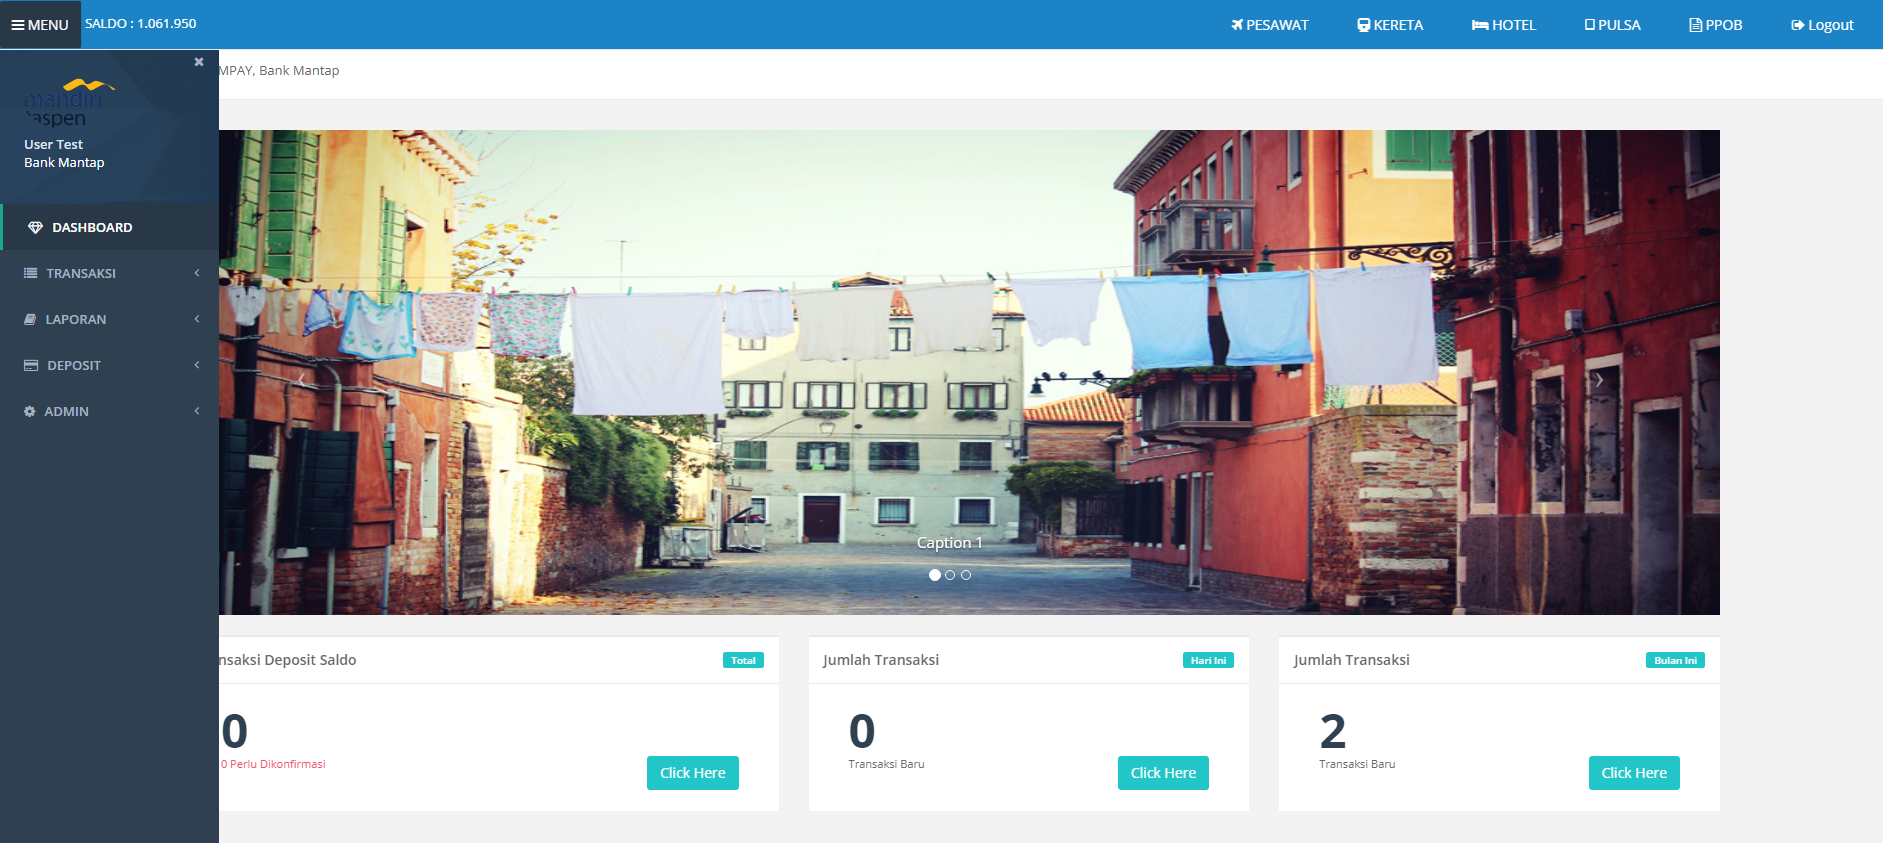 MENU
SALDO : 1.061.950
PESAWAT
KERETA
HOTEL
PULSA
PPOB
Logout
MPAY, Bank Mantap
mandiri
taspen
User Test
Bank Mantap
DASHBOARD
TRANSAKSI
LAPORAN
DEPOSIT
ADMIN
Caption 1
nsaksi Deposit Saldo
Total
0
0 Perlu Dikonfirmasi
Click Here
Jumlah Transaksi
Hari Ini
0
Transaksi Baru
Click Here
Jumlah Transaksi
Bulan Ini
2
Transaksi Baru
Click Here